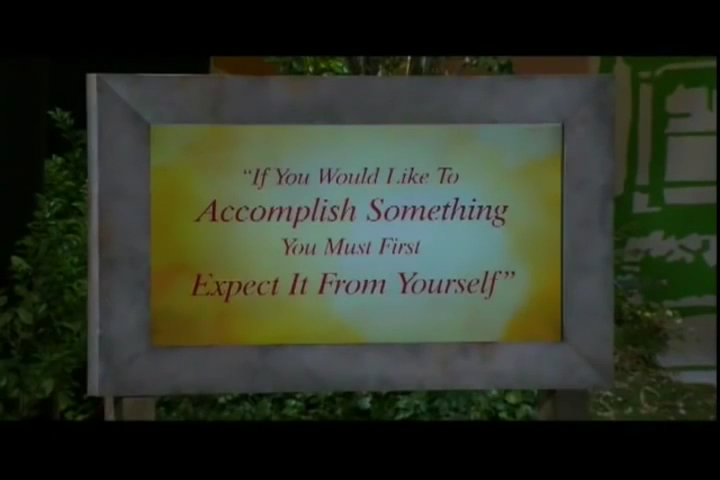 “If You Would Like To
Accomplish Something
You Must First
Expect It From Yourself”